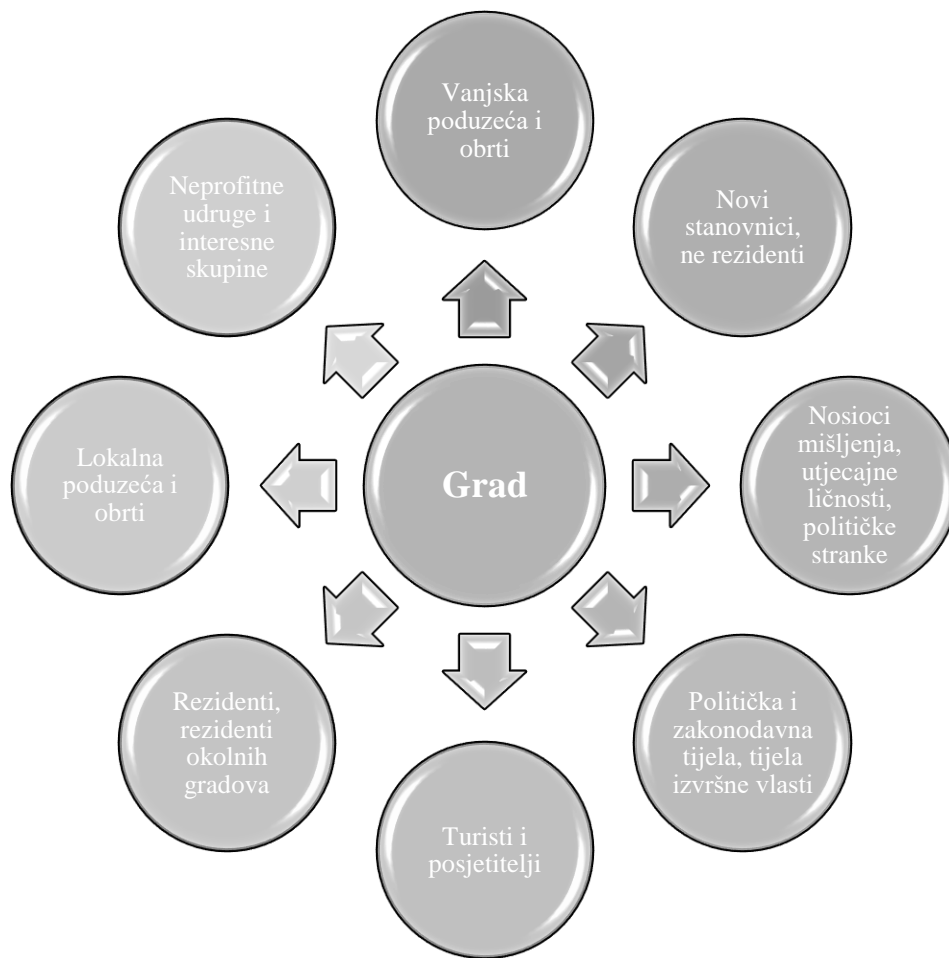 Vanjska
poduzeća i
obrti
Novi
stanovnici,
ne rezidenti
Nosioci
mišljenja,
utjecajne
ličnosti,
političke
stranke
Politička i
zakonodavna
tijela, tijela
izvršne vlasti
Turisti i
posjetitelji
Rezidenti,
rezidenti
okolnih
gradova
Lokalna
poduzeća i
obrti
Neprofitne
udruge i
interesne
skupine
Grad